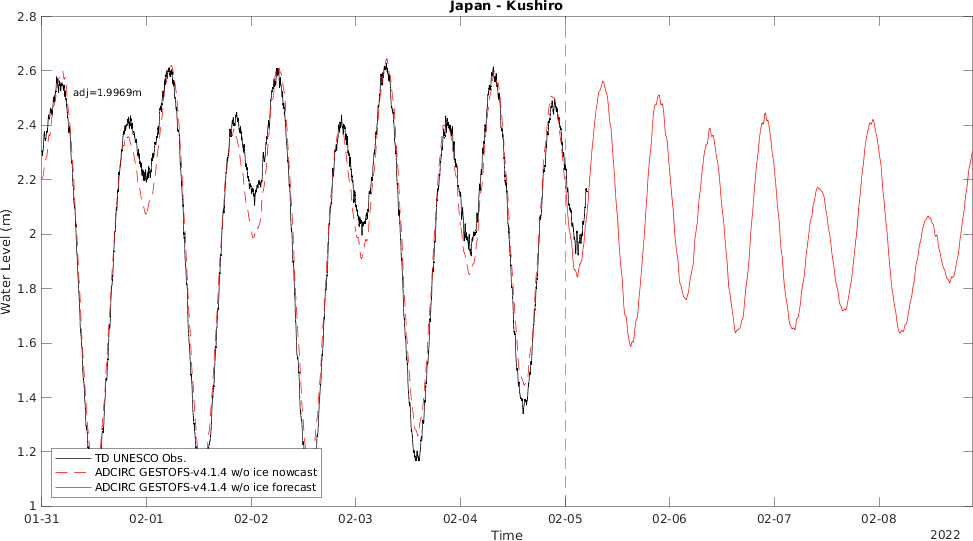 Japan - Kushiro
2.8
2.6
adj=1.9969m
2.4
2.2
2
1.8
1.6
1.4
1.2
1
Water Level (m)
TD UNESCO Obs.
ADCIRC GESTOFS-v4.1.4 w/o ice nowcast
ADCIRC GESTOFS-v4.1.4 w/o ice forecast
01-31 02-01 02-02 02-03 02-04 02-05 02-06 02-07 02-08
Time
2022